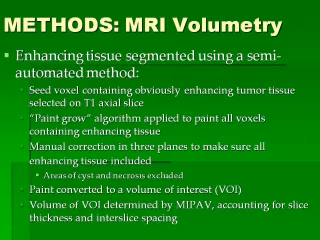 METHODS: MRI Volumetry
Enhancing tissue segmented using a semi-
automated method:
Seed voxel containing obviously enhancing tumor tissue
selected on T1 axial slice
“Paint grow” algorithm applied to paint all voxels
containing enhancing tissue
Manual correction in three planes to make sure all
enhancing tissue included
Areas of cyst and necrosis excluded
Paint converted to a volume of interest (VOI)
Volume of VOI determined by MIPAV, accounting for slice
thickness and interslice spacing